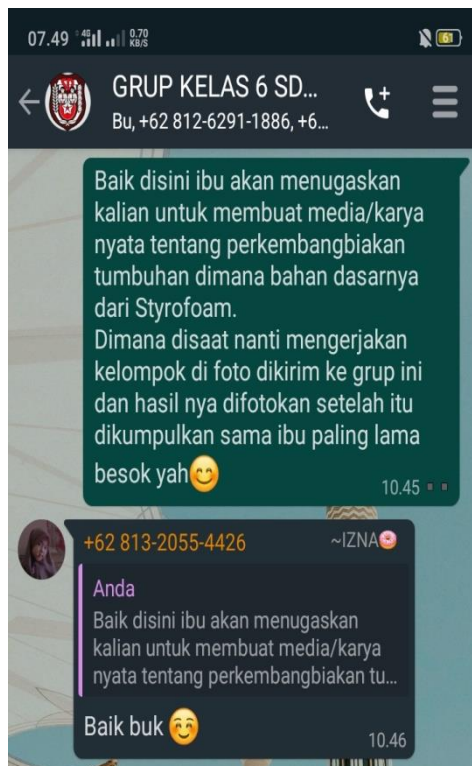 07.49 4G 0.70 KB/S 61
GRUP KELAS 6 SD...
Bu, +62 812-6291-1886, +6...
Baik disini ibu akan menugaskan
kalian untuk membuat media/karya
nyata tentang perkembangbiakan
tumbuhan dimana bahan dasarnya
dari Styrofoam.
Dimana disaat nanti mengerjakan
kelompok di foto dikirim ke grup ini
dan hasil nya difotokan setelah itu
dikumpulkan sama ibu paling lama
besok yah😊
10.45
+62 813-2055-4426 ~IZNA🍩
Anda
Baik disini ibu akan menugaskan
kalian untuk membuat media/karya
nyata tentang perkembangbiakan tu...
Baik buk ☺️
10.46